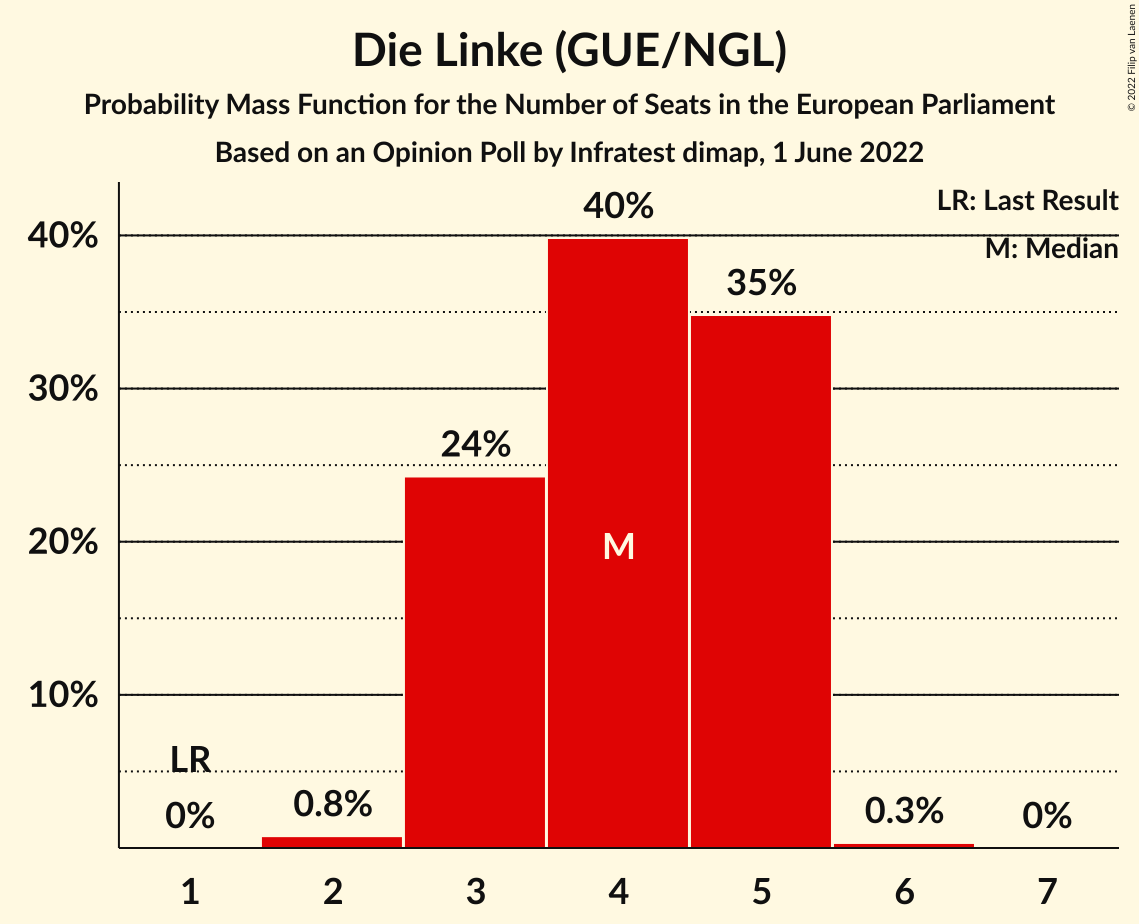 Die Linke (GUE/NGL)
Probability Mass Function for the Number of Seats in the European Parliament
Based on an Opinion Poll by Infratest dimap, 1 June 2022
© 2022 Filip van Laenen
LR: Last Result
M: Median
40%
30%
20%
10%
LR
0%
0.8%
24%
40%
M
35%
0.3%
0%
1 2 3 4 5 6 7